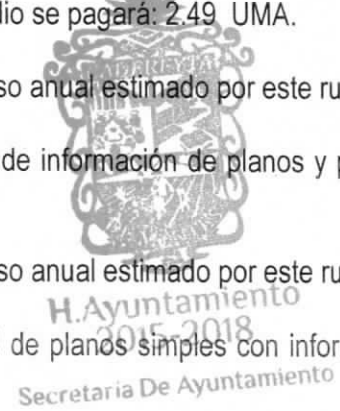 dio se pagará: 2.49 UMA.
ADEREYTA
so anual estimado por este ru
de información de planos y p
so anual estimado por este ru
H.Ayuntamiento
2015-2018
de planos simples con infor
Secretaria De Ayuntamiento